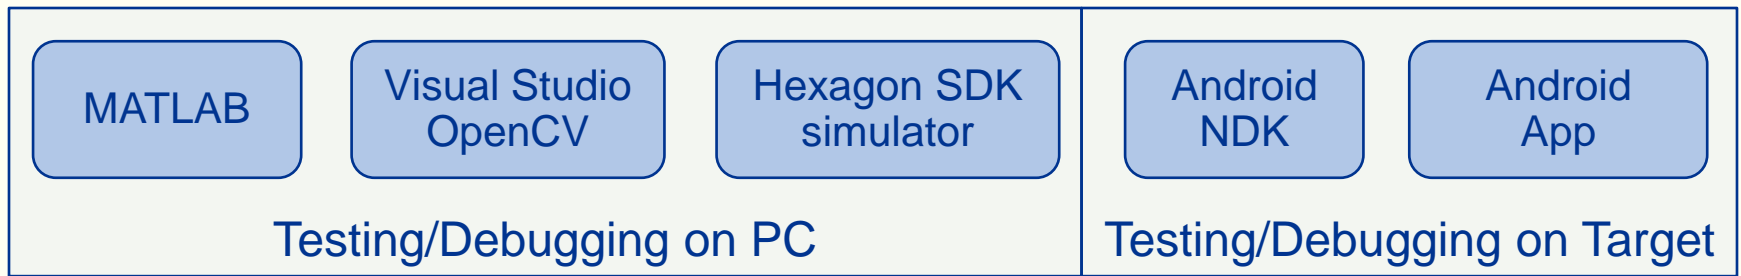 MATLAB
Visual Studio
OpenCV
Hexagon SDK
simulator
Android
NDK
Android
App
Testing/Debugging on PC
Testing/Debugging on Target